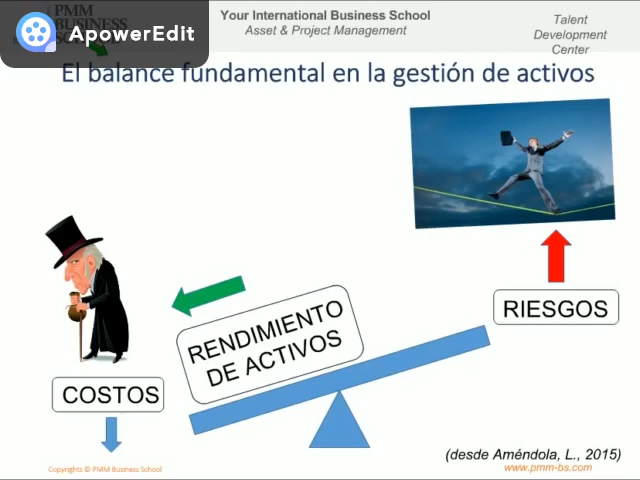 PMM
BUSINESS
SCHOOL
ApowerEdit
Your International Business School
Asset & Project Management
Talent
Development
Center
El balance fundamental en la gestión de activos
RENDIMIENTO
DE ACTIVOS
RIESGOS
COSTOS
(desde Améndola, L., 2015)
Copyrights © PMM Business School
www.pmm-bs.com